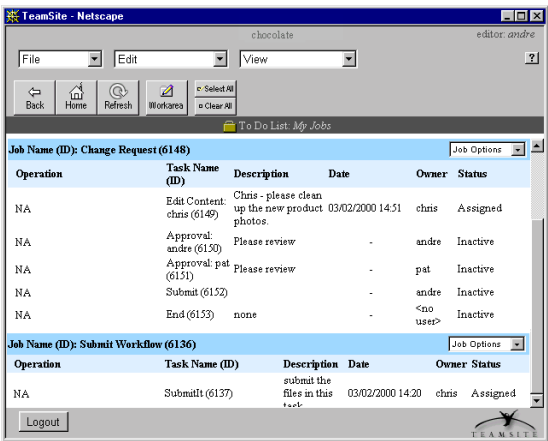 TeamSite - Netscape
chocolate
editor: andre
File Edit View ?
Back Home Refresh Workarea Select All
Clear All
To Do List: My Jobs
Job Name (ID): Change Request (6148) Job Options
Operation Task Name (ID) Description Date Owner Status
NA Edit Content: chris (6149) Chris - please clean up the new product photos. 03/02/2000 14:51 chris Assigned
NA Approval: andre (6150) Please review - andre Inactive
NA Approval: pat (6151) Please review - pat Inactive
NA Submit (6152) - andre Inactive
NA End (6153) none - <no user> Inactive
Job Name (ID): Submit Workflow (6136) Job Options
Operation Task Name (ID) Description Date Owner Status
NA SubmitIt (6137) submit the files in this task 03/02/2000 14:20 chris Assigned
Logout
TEAMSITE